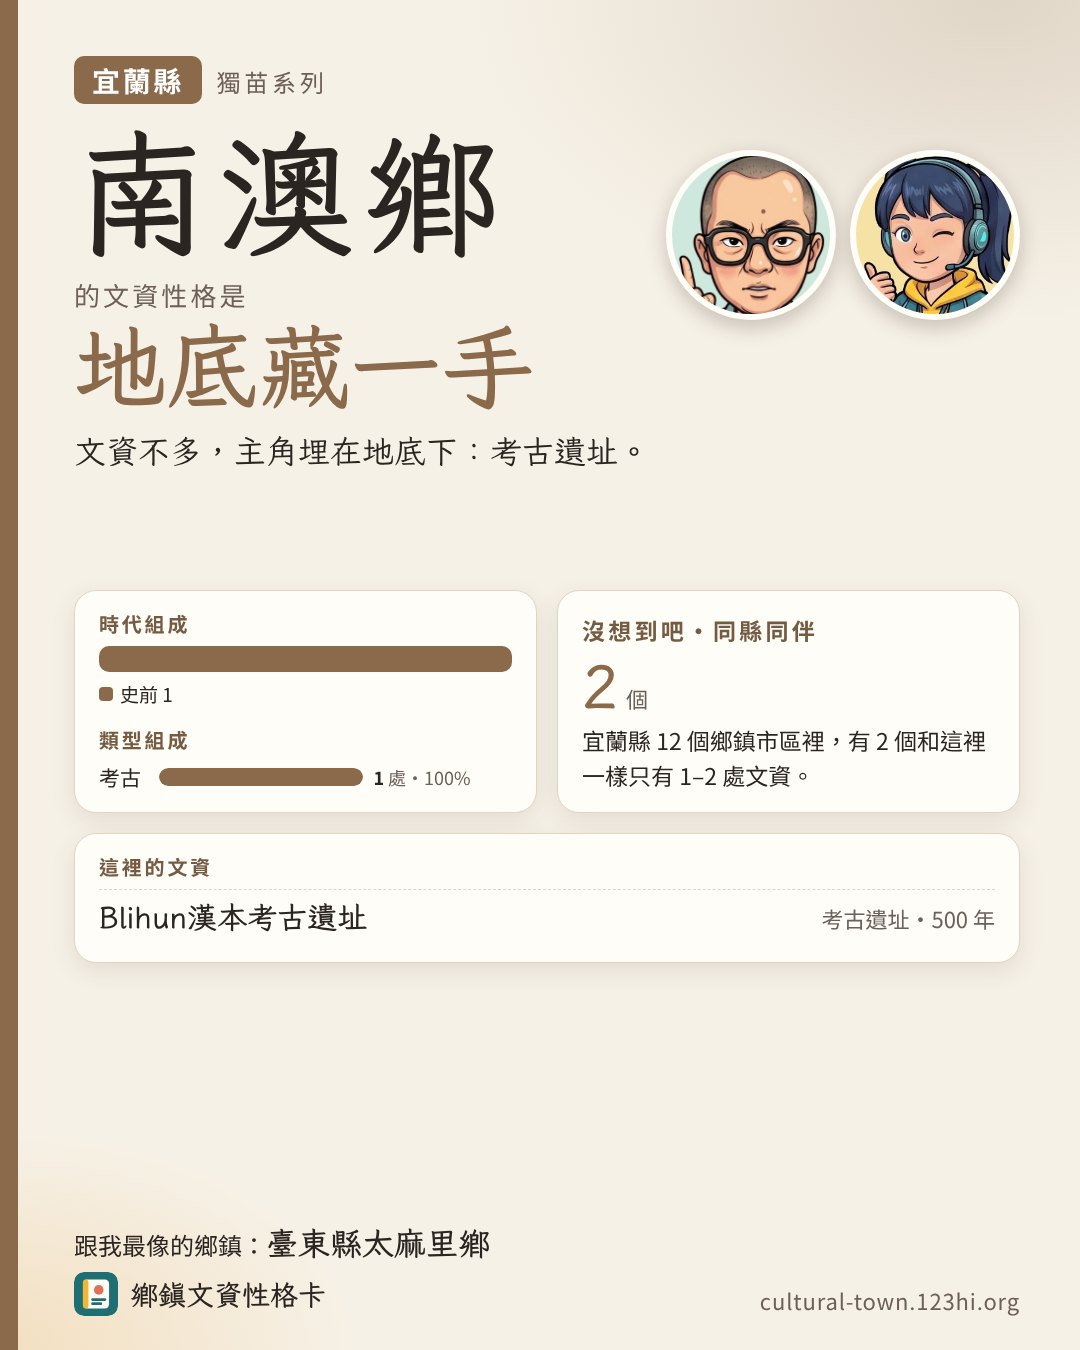 宜蘭縣 獨苗系列
南澳鄉
的文資性格是
地底藏一手
文資不多，主角埋在地底下：考古遺址。
時代組成
史前 1
類型組成
考古 1 處・100%
沒想到吧・同縣同伴
2 個
宜蘭縣 12 個鄉鎮市區裡，有 2 個和這裡
一樣只有 1–2 處文資。
這裡的文資
Blihun漢本考古遺址 考古遺址・500 年
跟我最像的鄉鎮：臺東縣太麻里鄉
鄉鎮文資性格卡
cultural-town.123hi.org